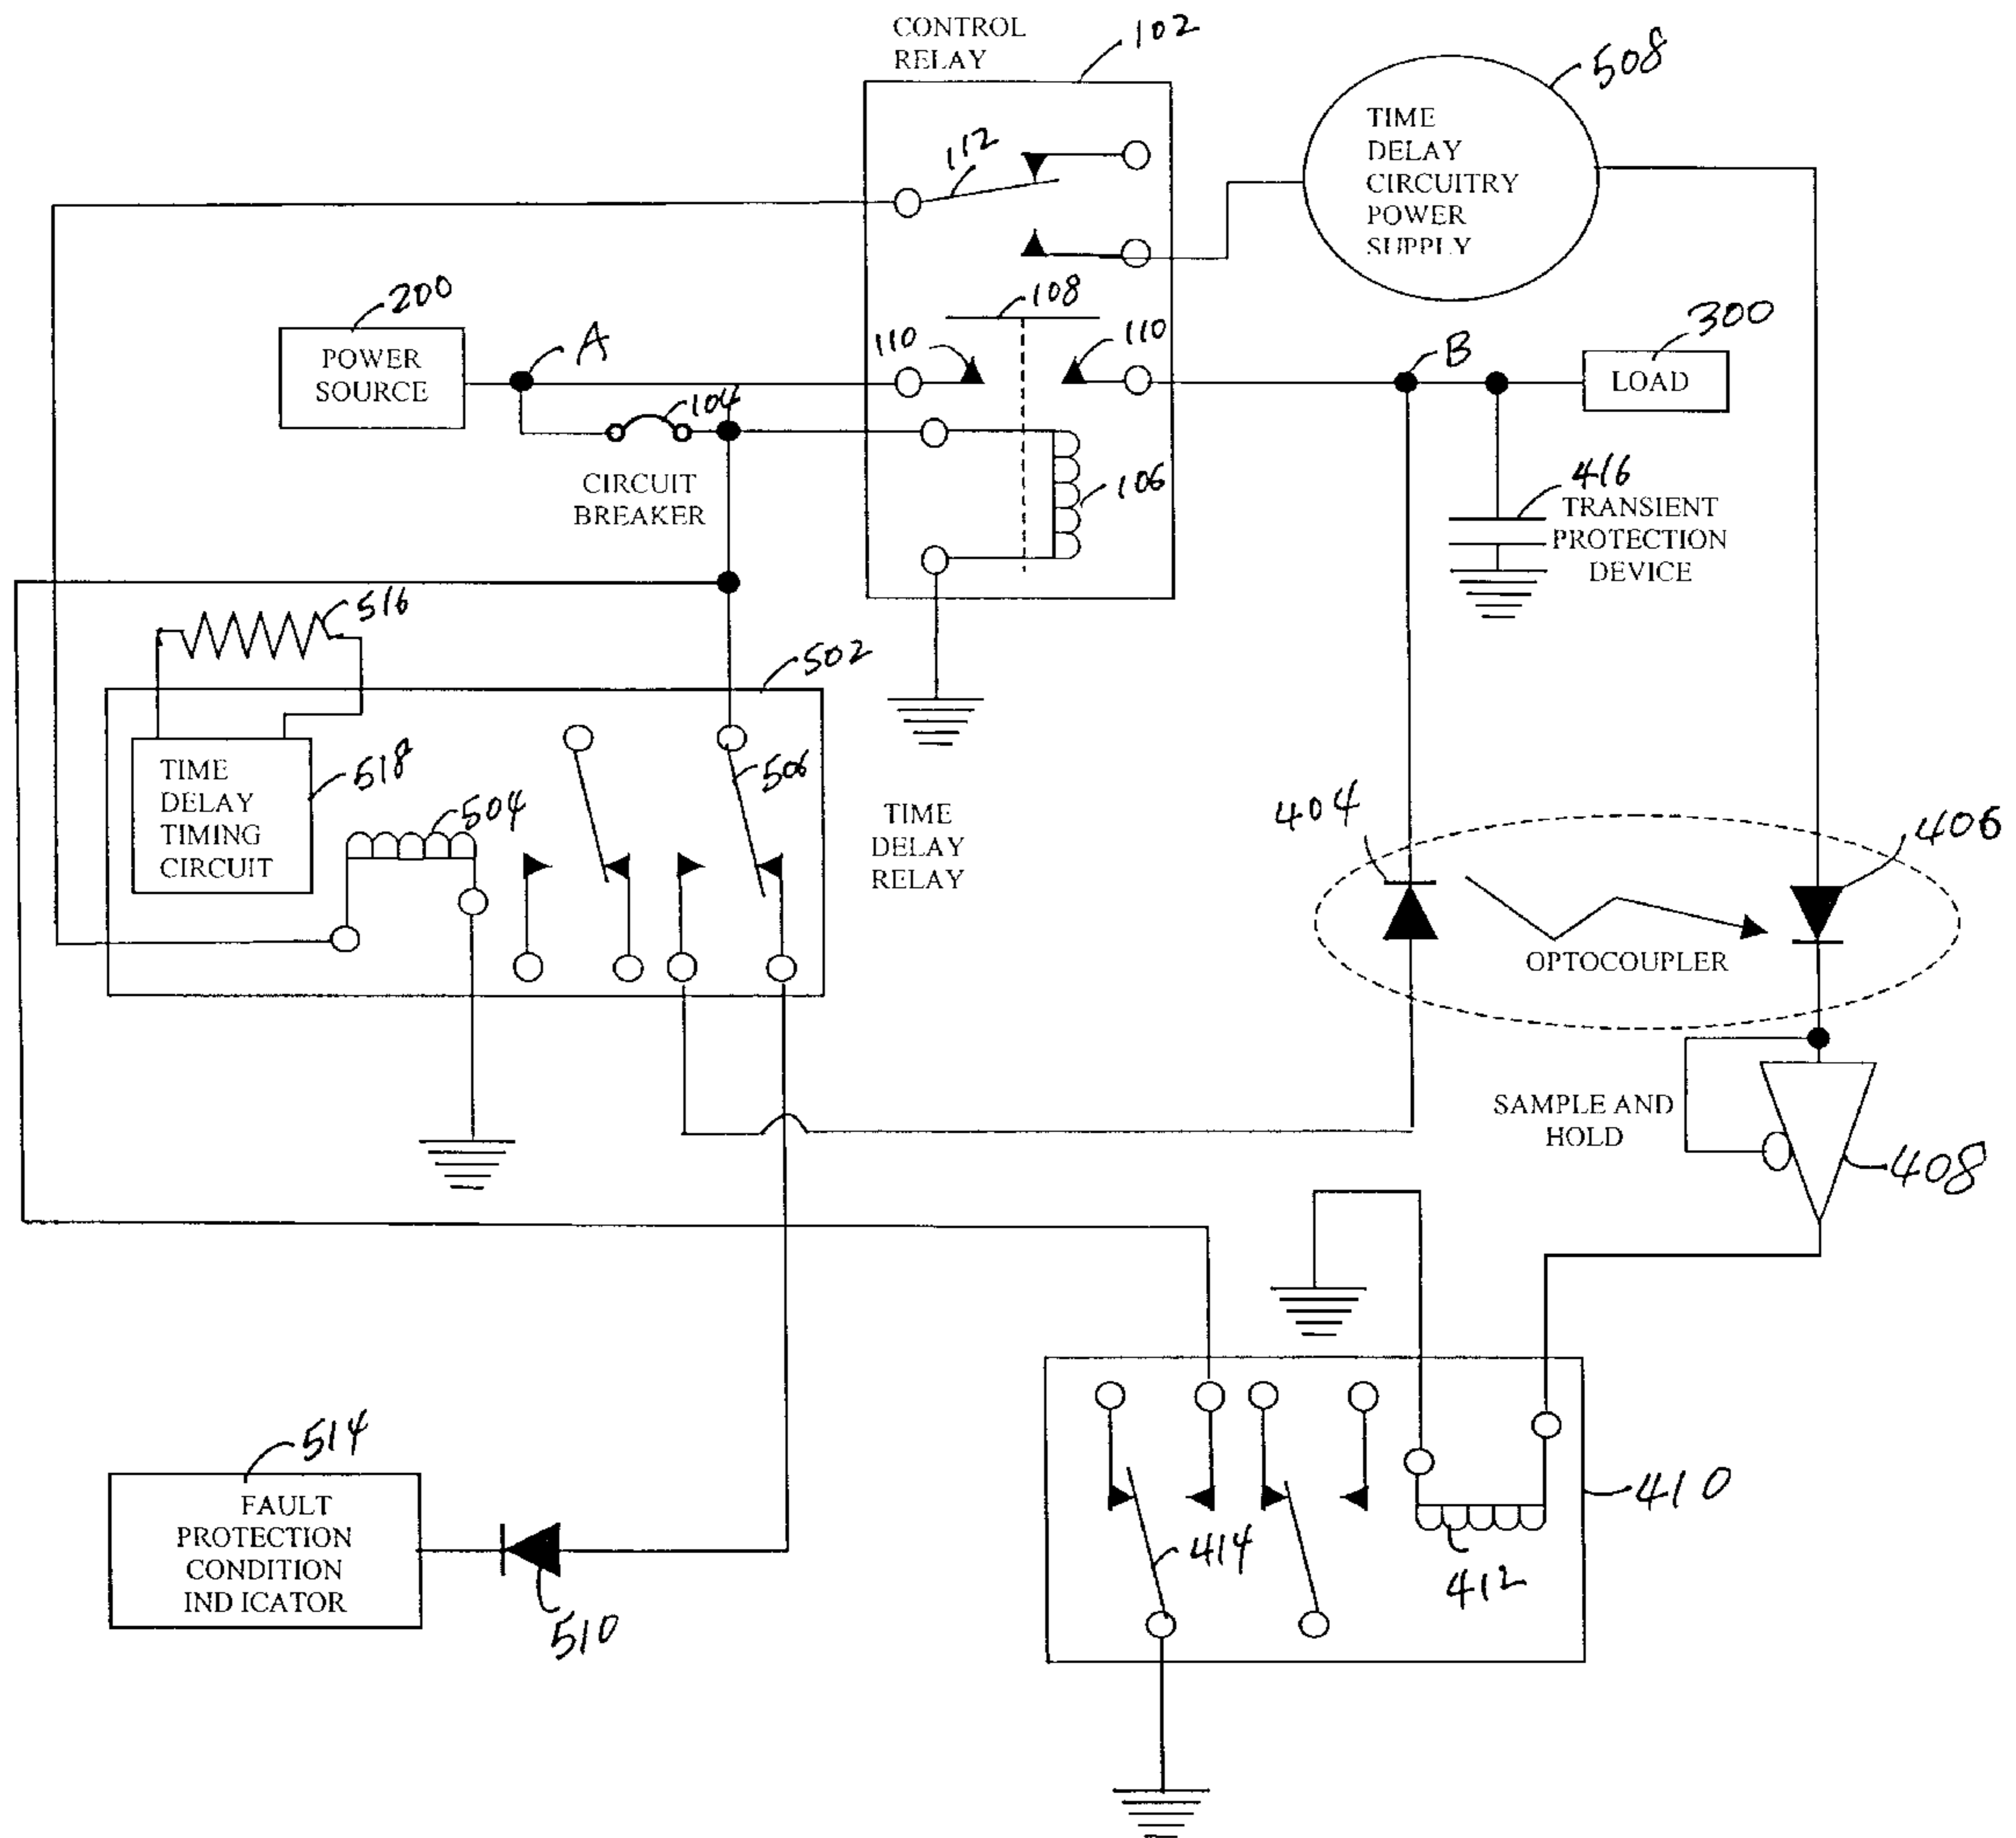 CONTROL
RELAY
102
508
TIME
DELAY
CIRCUITRY
POWER
SUPPLY
112
200
POWER
SOURCE
A
108
110
110
B
300
LOAD
104
CIRCUIT
BREAKER
106
416
TRANSIENT
PROTECTION
DEVICE
516
502
TIME
DELAY
TIMING
CIRCUIT
518
504
506
TIME
DELAY
RELAY
404
406
OPTOCOUPLER
SAMPLE AND
HOLD
408
514
FAULT
PROTECTION
CONDITION
INDICATOR
510
414
412
410